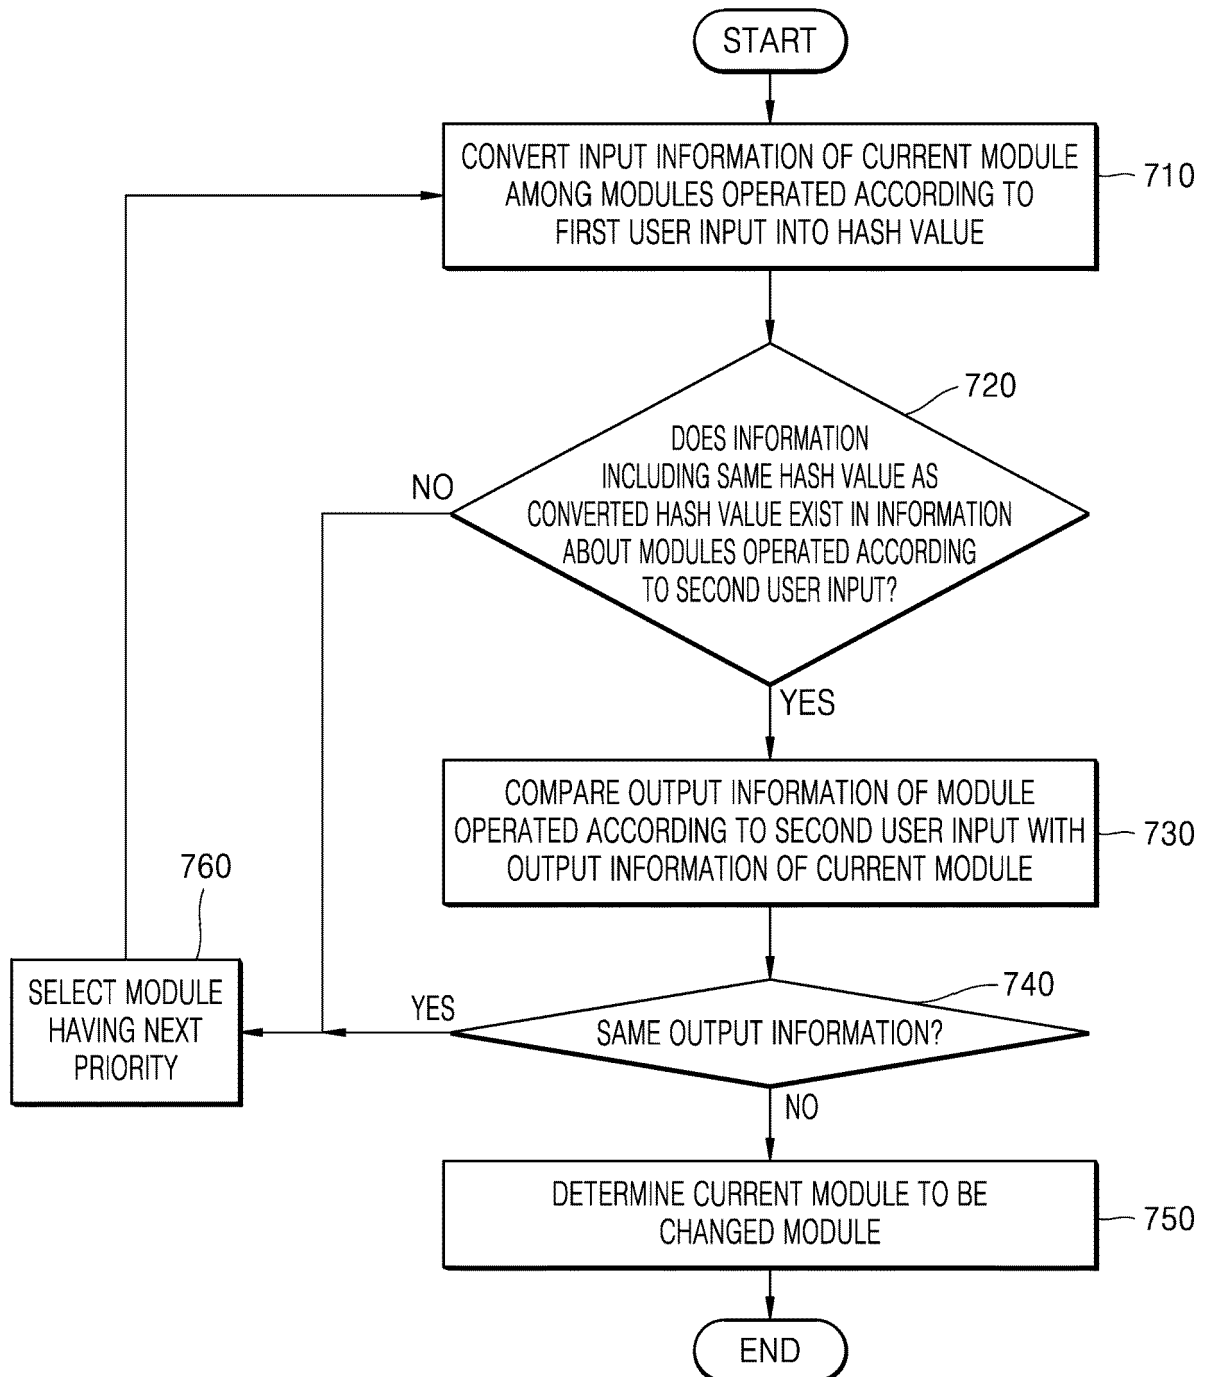 START
CONVERT INPUT INFORMATION OF CURRENT MODULE
AMONG MODULES OPERATED ACCORDING TO
FIRST USER INPUT INTO HASH VALUE
710
720
DOES INFORMATION
INCLUDING SAME HASH VALUE AS
CONVERTED HASH VALUE EXIST IN INFORMATION
ABOUT MODULES OPERATED ACCORDING
TO SECOND USER INPUT?
NO
YES
COMPARE OUTPUT INFORMATION OF MODULE
OPERATED ACCORDING TO SECOND USER INPUT WITH
OUTPUT INFORMATION OF CURRENT MODULE
730
760
SELECT MODULE
HAVING NEXT
PRIORITY
YES
740
SAME OUTPUT INFORMATION?
NO
DETERMINE CURRENT MODULE TO BE
CHANGED MODULE
750
END